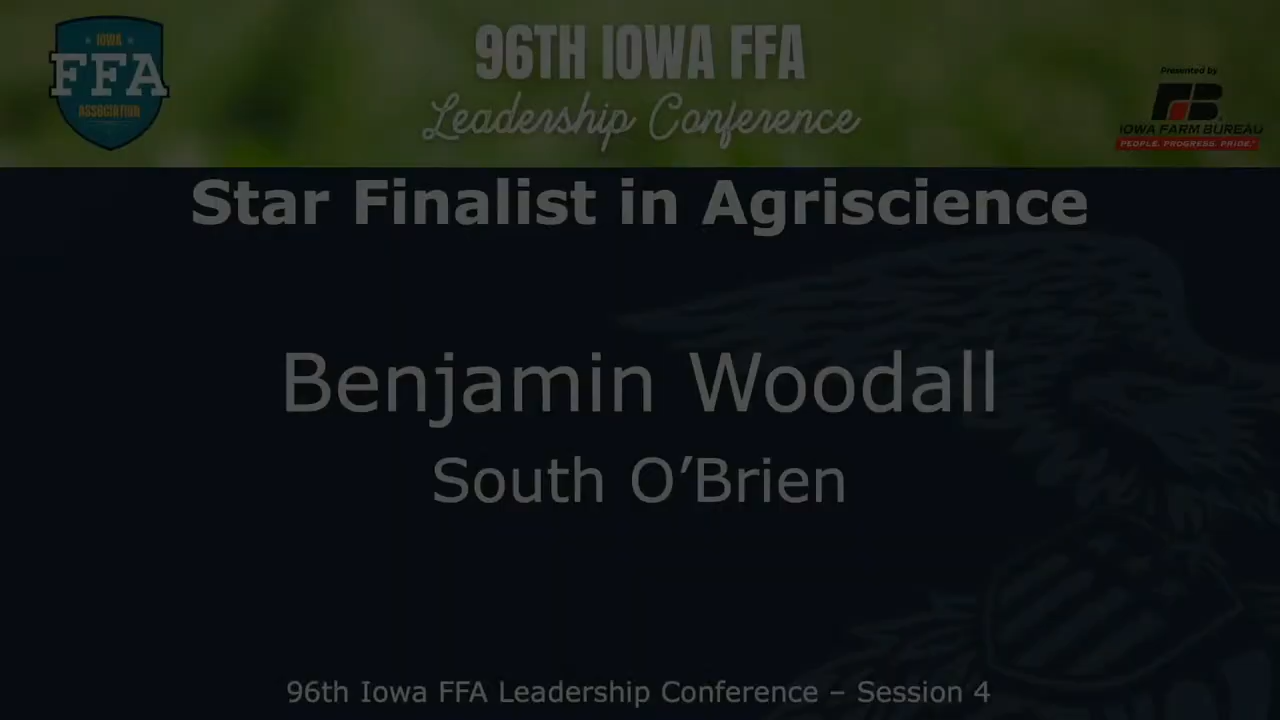 IOWA
FFA
ASSOCIATION
96TH IOWA FFA
Leadership Conference
Presented by
FB
IOWA FARM BUREAU
PEOPLE. PROGRESS. PRIDE.®
Star Finalist in Agriscience
Benjamin Woodall
South O’Brien
96th Iowa FFA Leadership Conference – Session 4